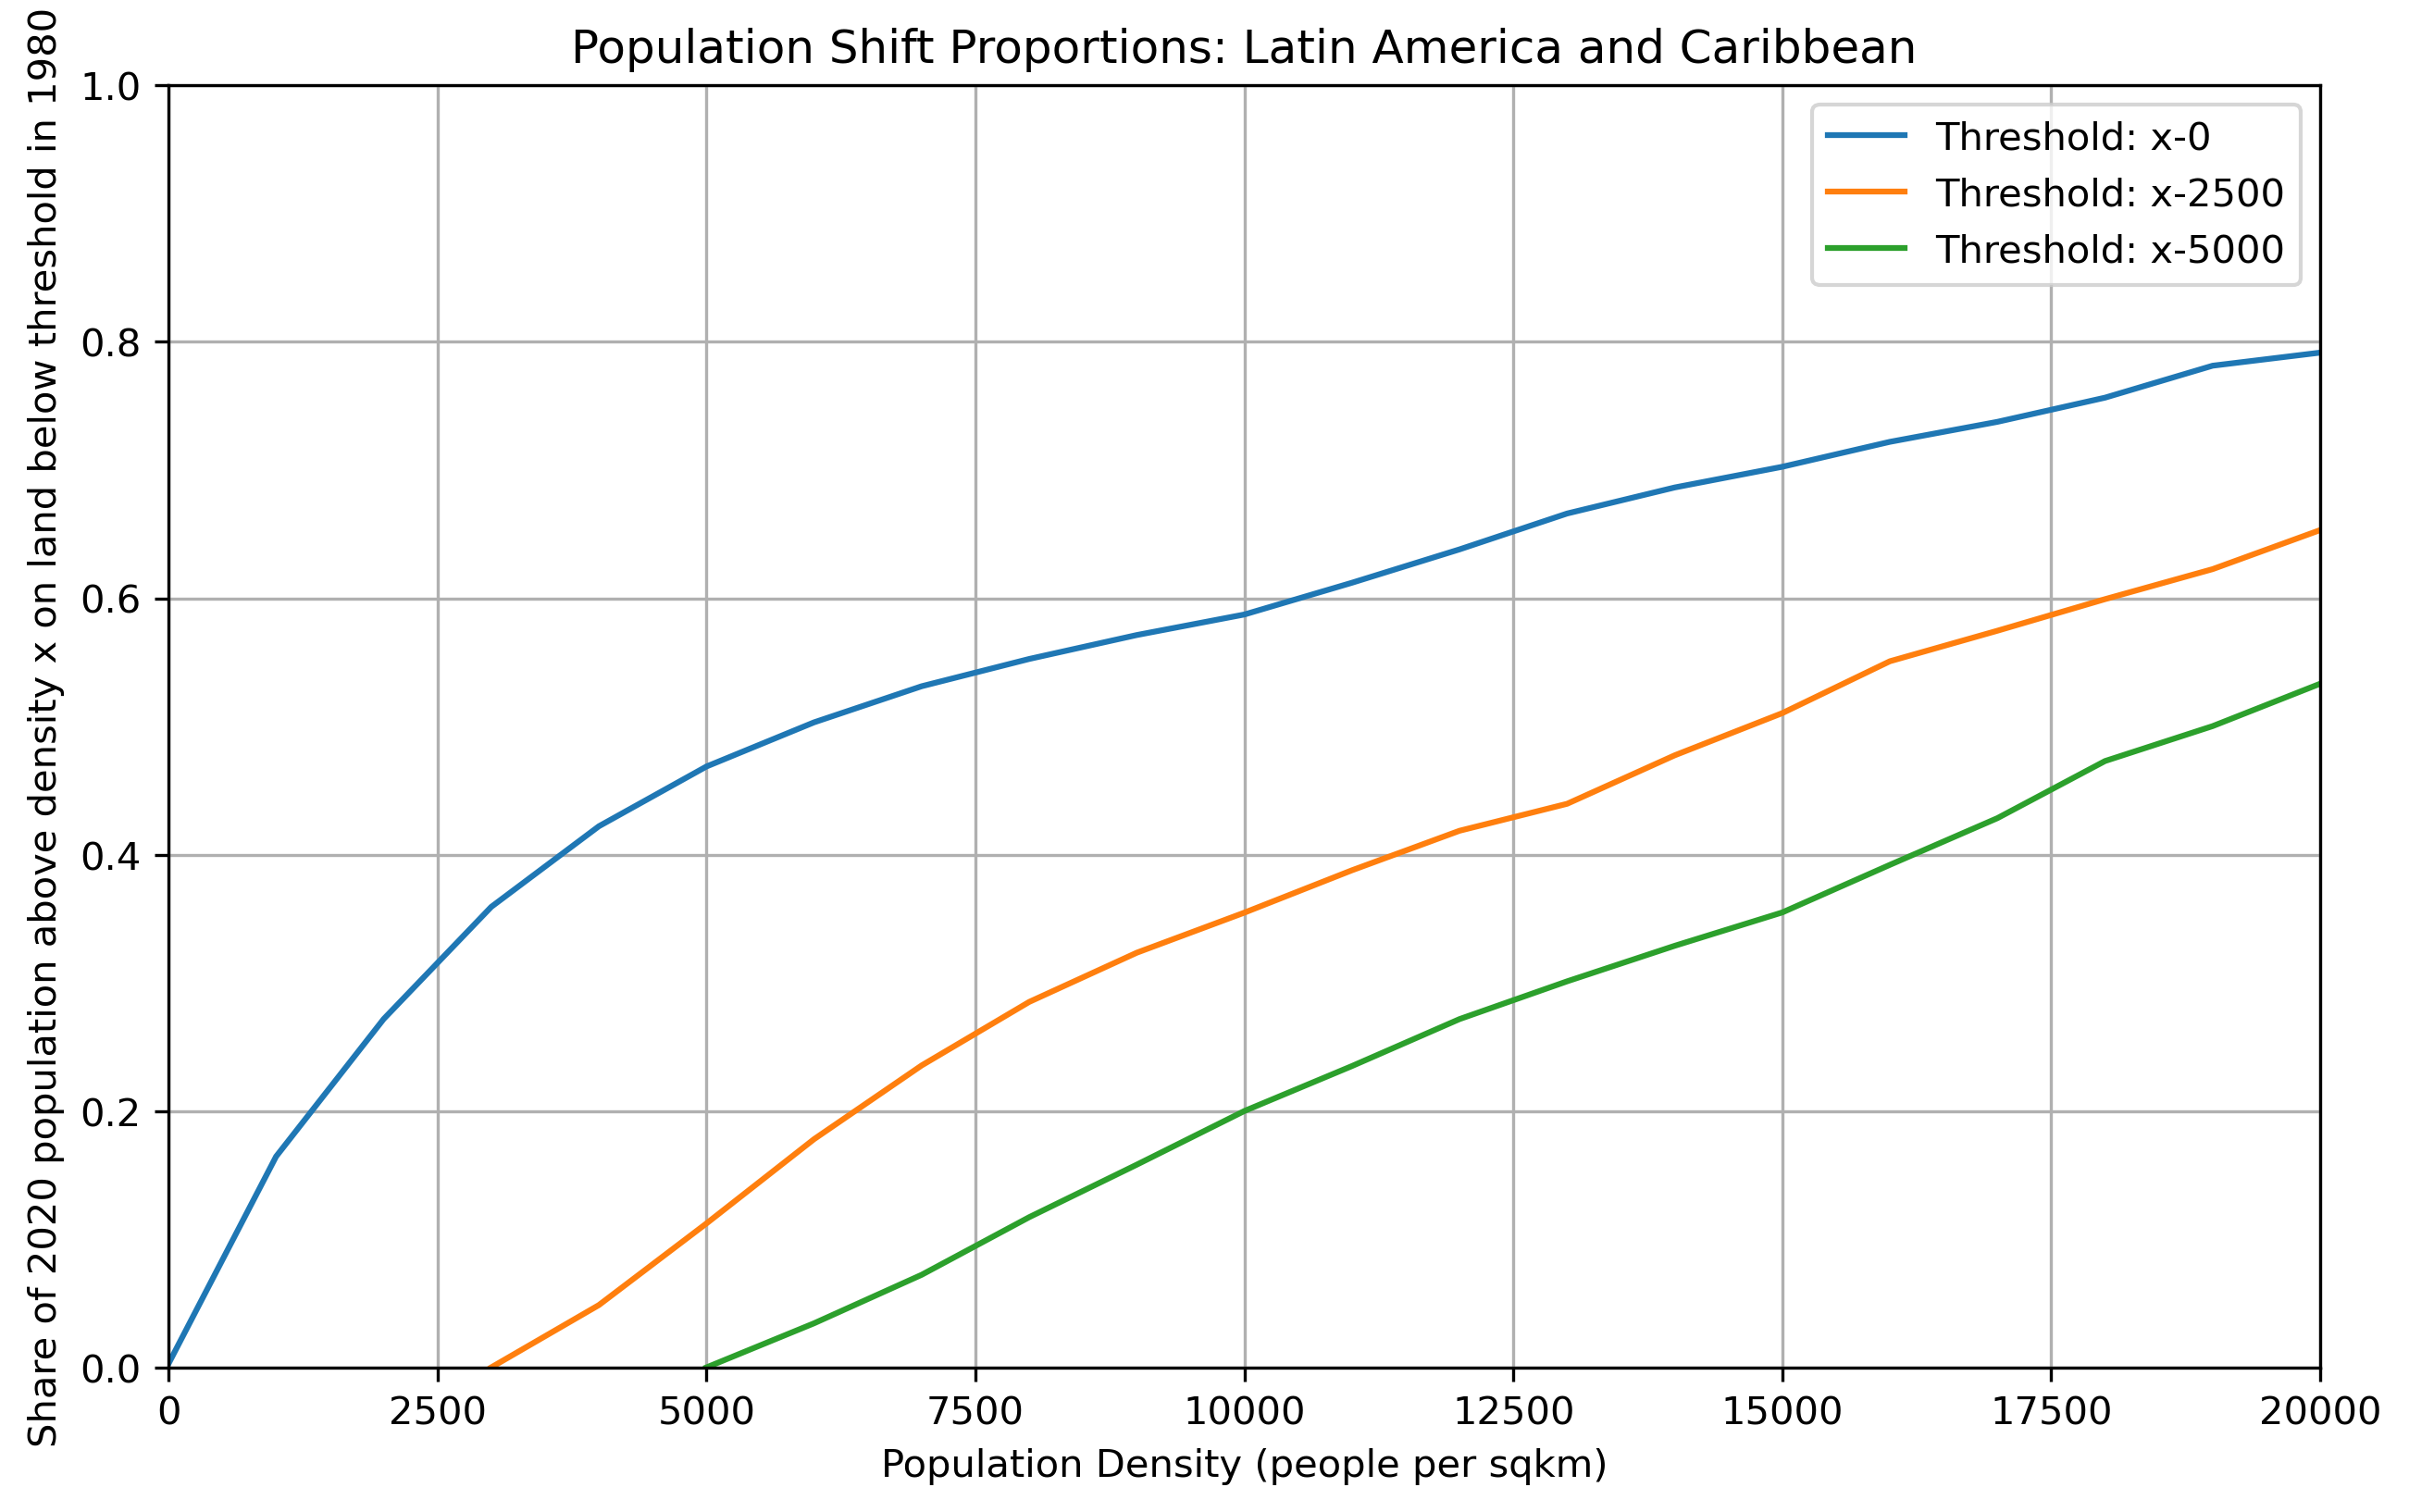 Population Shift Proportions: Latin America and Caribbean
Share of 2020 population above density x on land below threshold in 1980
1.0
0.8
0.6
0.4
0.2
0.0
Threshold: x-0
Threshold: x-2500
Threshold: x-5000
0 2500 5000 7500 10000 12500 15000 17500 20000
Population Density (people per sqkm)